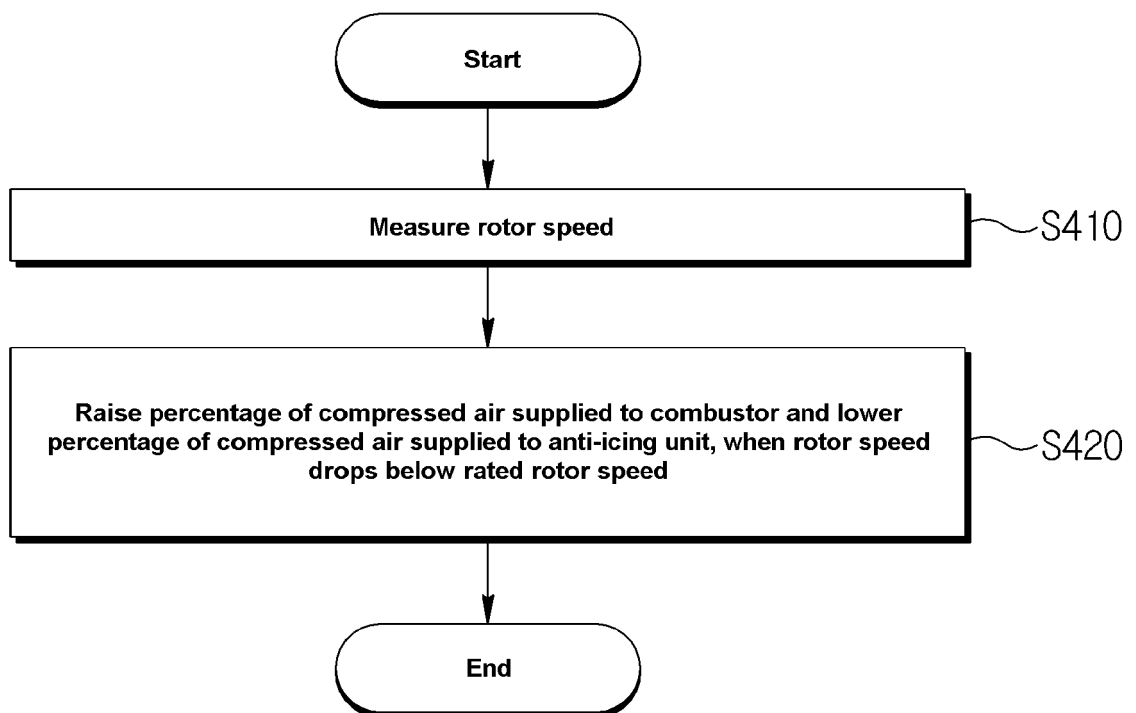 Start
Measure rotor speed
S410
Raise percentage of compressed air supplied to combustor and lower
percentage of compressed air supplied to anti-icing unit, when rotor speed
drops below rated rotor speed
S420
End